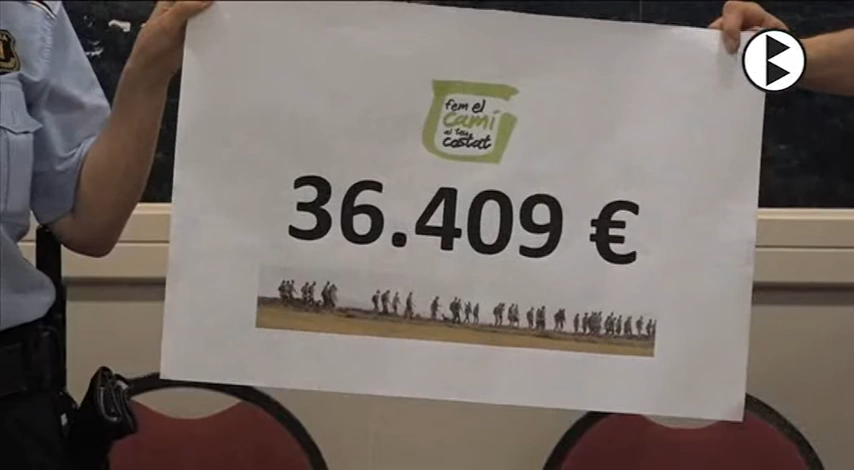 fem el
camí
al teu
costat
36.409 €